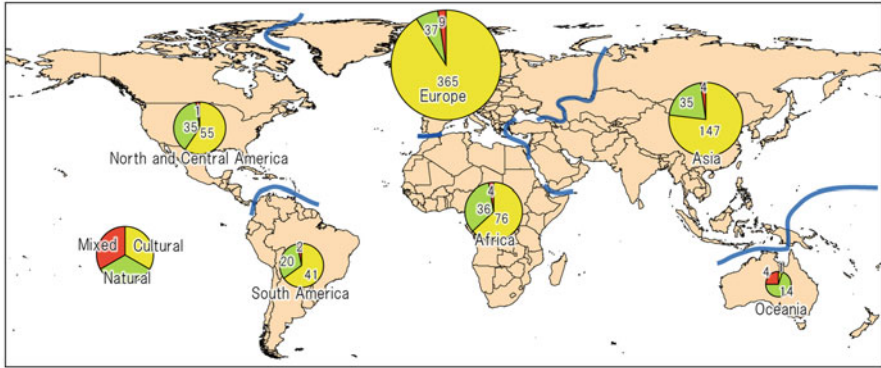 37
9
365
Europe
1
35
55
North and Central America
4
35
147
Asia
4
36
76
Africa
Mixed
Cultural
Natural
2
20
41
South America
4
14
Oceania